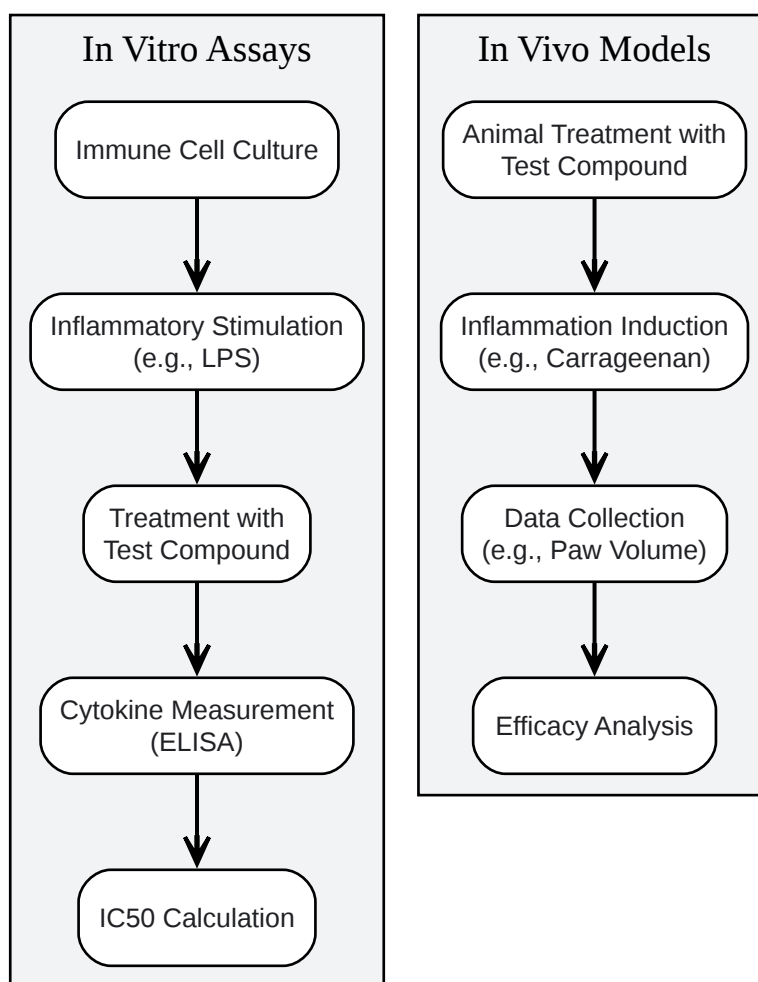 In Vitro Assays
Immune Cell Culture
Inflammatory Stimulation
(e.g., LPS)
Treatment with
Test Compound
Cytokine Measurement
(ELISA)
IC50 Calculation
In Vivo Models
Animal Treatment with
Test Compound
Inflammation Induction
(e.g., Carrageenan)
Data Collection
(e.g., Paw Volume)
Efficacy Analysis